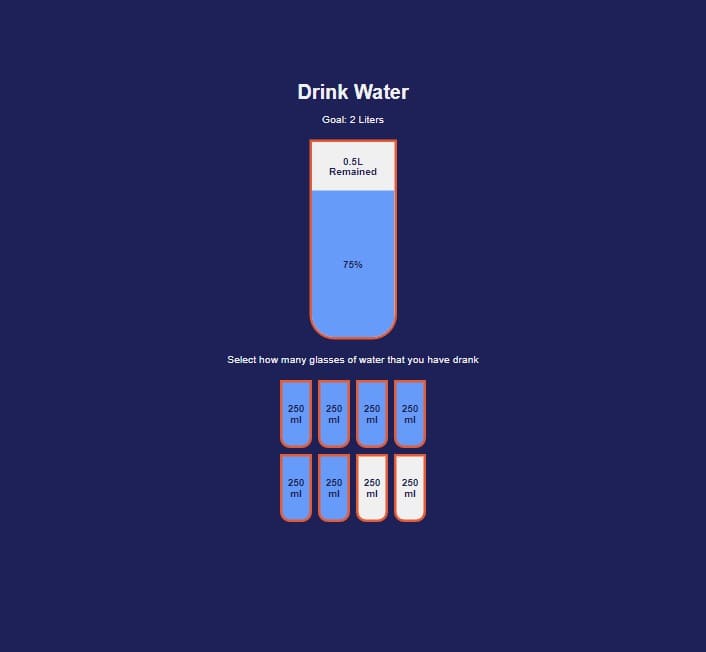 Drink Water
Goal: 2 Liters
0.5L
Remained
75%
Select how many glasses of water that you have drank
250 250 250 250
ml ml ml ml
250 250 250 250
ml ml ml ml